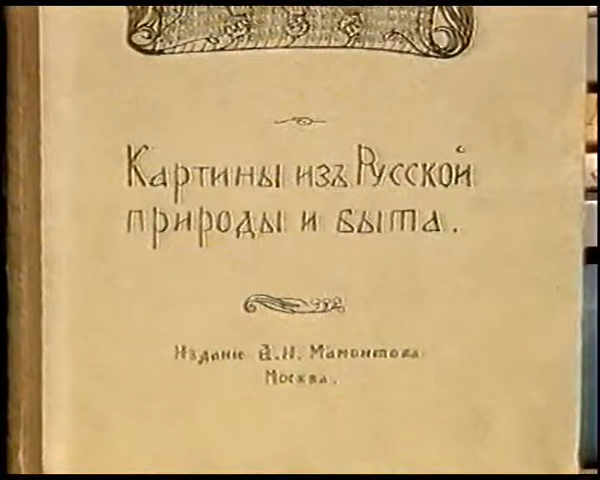 Картины изъ Русской
природы и быта.
Изданіе А.И. Мамонтова
Москва.